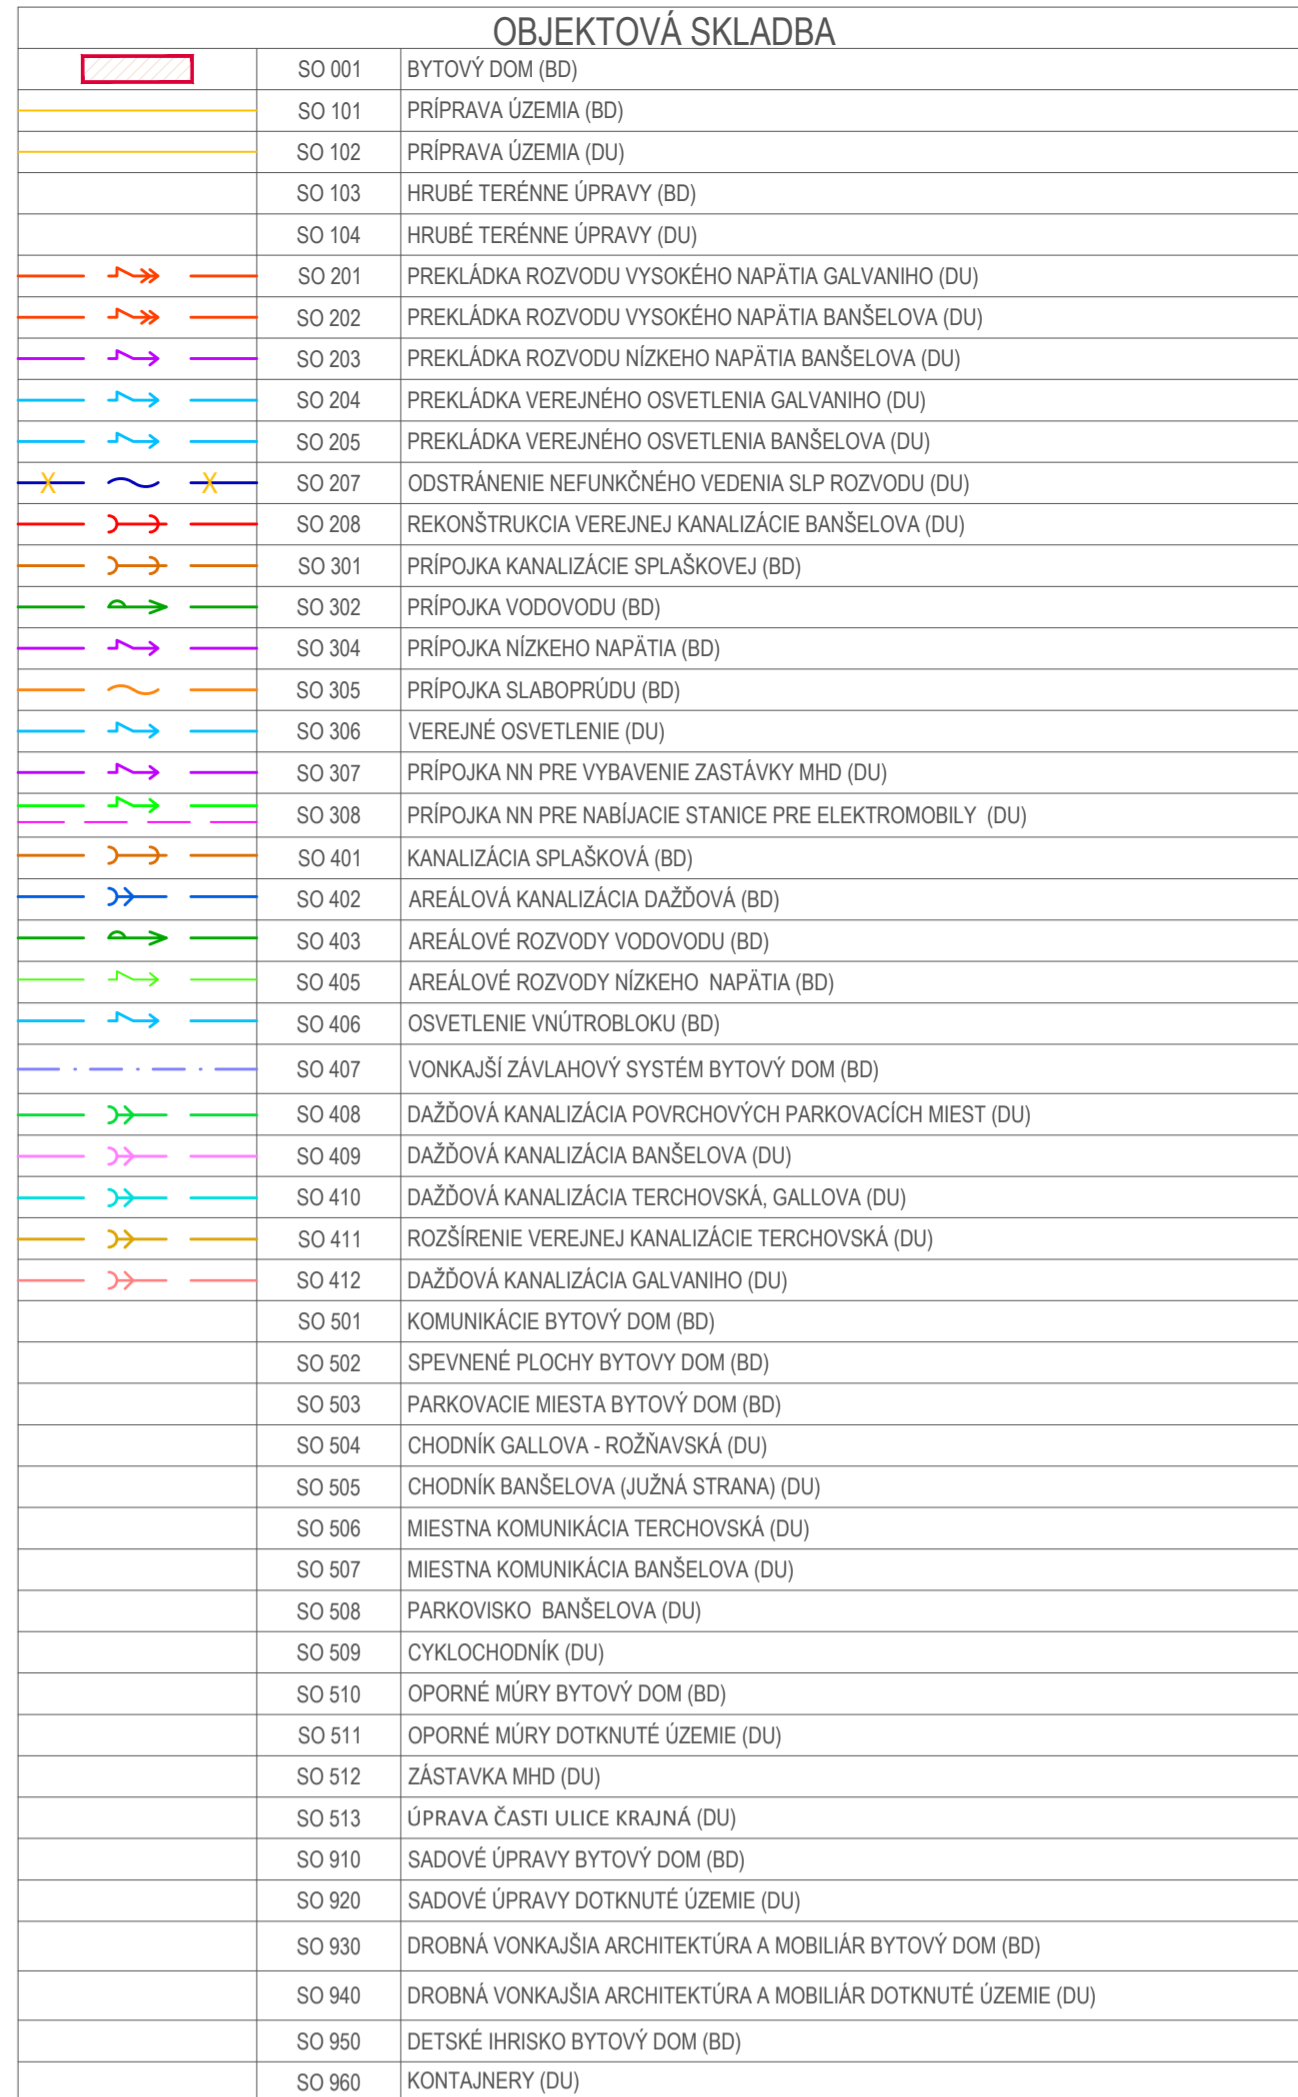 OBJEKTOVÁ SKLADBA
SO 001 BYTOVÝ DOM (BD)
SO 101 PRÍPRAVA ÚZEMIA (BD)
SO 102 PRÍPRAVA ÚZEMIA (DU)
SO 103 HRUBÉ TERÉNNE ÚPRAVY (BD)
SO 104 HRUBÉ TERÉNNE ÚPRAVY (DU)
SO 201 PREKLÁDKA ROZVODU VYSOKÉHO NAPÄTIA GALVANIHO (DU)
SO 202 PREKLÁDKA ROZVODU VYSOKÉHO NAPÄTIA BANŠELOVA (DU)
SO 203 PREKLÁDKA ROZVODU NÍZKEHO NAPÄTIA BANŠELOVA (DU)
SO 204 PREKLÁDKA VEREJNÉHO OSVETLENIA GALVANIHO (DU)
SO 205 PREKLÁDKA VEREJNÉHO OSVETLENIA BANŠELOVA (DU)
SO 207 ODSTRÁNENIE NEFUNKČNÉHO VEDENIA SLP ROZVODU (DU)
SO 208 REKONŠTRUKCIA VEREJNEJ KANALIZÁCIE BANŠELOVA (DU)
SO 301 PRÍPOJKA KANALIZÁCIE SPLAŠKOVEJ (BD)
SO 302 PRÍPOJKA VODOVODU (BD)
SO 304 PRÍPOJKA NÍZKEHO NAPÄTIA (BD)
SO 305 PRÍPOJKA SLABOPRÚDU (BD)
SO 306 VEREJNÉ OSVETLENIE (DU)
SO 307 PRÍPOJKA NN PRE VYBAVENIE ZASTÁVKY MHD (DU)
SO 308 PRÍPOJKA NN PRE NABÍJACIE STANICE PRE ELEKTROMOBILY (DU)
SO 401 KANALIZÁCIA SPLAŠKOVÁ (BD)
SO 402 AREÁLOVÁ KANALIZÁCIA DAŽĎOVÁ (BD)
SO 403 AREÁLOVÉ ROZVODY VODOVODU (BD)
SO 405 AREÁLOVÉ ROZVODY NÍZKEHO NAPÄTIA (BD)
SO 406 OSVETLENIE VNÚTROBLOKU (BD)
SO 407 VONKAJŠÍ ZÁVLAHOVÝ SYSTÉM BYTOVÝ DOM (BD)
SO 408 DAŽĎOVÁ KANALIZÁCIA POVRCHOVÝCH PARKOVACÍCH MIEST (DU)
SO 409 DAŽĎOVÁ KANALIZÁCIA BANŠELOVA (DU)
SO 410 DAŽĎOVÁ KANALIZÁCIA TERCHOVSKÁ, GALLOVA (DU)
SO 411 ROZŠÍRENIE VEREJNEJ KANALIZÁCIE TERCHOVSKÁ (DU)
SO 412 DAŽĎOVÁ KANALIZÁCIA GALVANIHO (DU)
SO 501 KOMUNIKÁCIE BYTOVÝ DOM (BD)
SO 502 SPEVNENÉ PLOCHY BYTOVY DOM (BD)
SO 503 PARKOVACIE MIESTA BYTOVÝ DOM (BD)
SO 504 CHODNÍK GALLOVA - ROŽŇAVSKÁ (DU)
SO 505 CHODNÍK BANŠELOVA (JUŽNÁ STRANA) (DU)
SO 506 MIESTNA KOMUNIKÁCIA TERCHOVSKÁ (DU)
SO 507 MIESTNA KOMUNIKÁCIA BANŠELOVA (DU)
SO 508 PARKOVISKO BANŠELOVA (DU)
SO 509 CYKLOCHODNÍK (DU)
SO 510 OPORNÉ MÚRY BYTOVÝ DOM (BD)
SO 511 OPORNÉ MÚRY DOTKNUTÉ ÚZEMIE (DU)
SO 512 ZÁSTAVKA MHD (DU)
SO 513 ÚPRAVA ČASTI ULICE KRAJNÁ (DU)
SO 910 SADOVÉ ÚPRAVY BYTOVÝ DOM (BD)
SO 920 SADOVÉ ÚPRAVY DOTKNUTÉ ÚZEMIE (DU)
SO 930 DROBNÁ VONKAJŠIA ARCHITEKTÚRA A MOBILIÁR BYTOVÝ DOM (BD)
SO 940 DROBNÁ VONKAJŠIA ARCHITEKTÚRA A MOBILIÁR DOTKNUTÉ ÚZEMIE (DU)
SO 950 DETSKÉ IHRISKO BYTOVÝ DOM (BD)
SO 960 KONTAJNERY (DU)